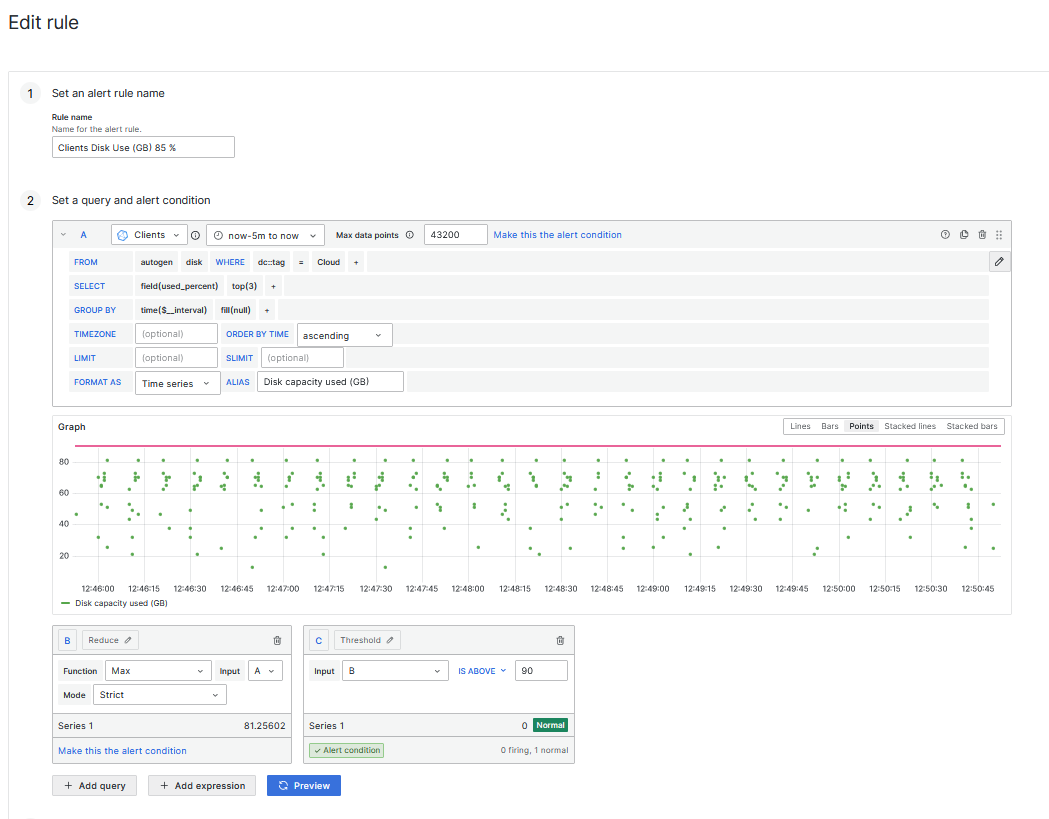 Edit rule
1 Set an alert rule name
Rule name
Name for the alert rule.
Clients Disk Use (GB) 85 %
2 Set a query and alert condition
A Clients now-5m to now Max data points 43200 Make this the alert condition
FROM autogen disk WHERE dc::tag = Cloud +
SELECT field(used_percent) top(3) +
GROUP BY time($__interval) fill(null) +
TIMEZONE (optional) ORDER BY TIME ascending
LIMIT (optional) SLIMIT (optional)
FORMAT AS Time series ALIAS Disk capacity used (GB)
Graph Lines Bars Points Stacked lines Stacked bars
80
60
40
20
12:46:00 12:46:15 12:46:30 12:46:45 12:47:00 12:47:15 12:47:30 12:47:45 12:48:00 12:48:15 12:48:30 12:48:45 12:49:00 12:49:15 12:49:30 12:49:45 12:50:00 12:50:15 12:50:30 12:50:45
Disk capacity used (GB)
B Reduce
Function Max Input A
Mode Strict
Series 1 81.25602
Make this the alert condition
C Threshold
Input B IS ABOVE 90
Series 1 0 Normal
Alert condition 0 firing, 1 normal
+ Add query + Add expression Preview